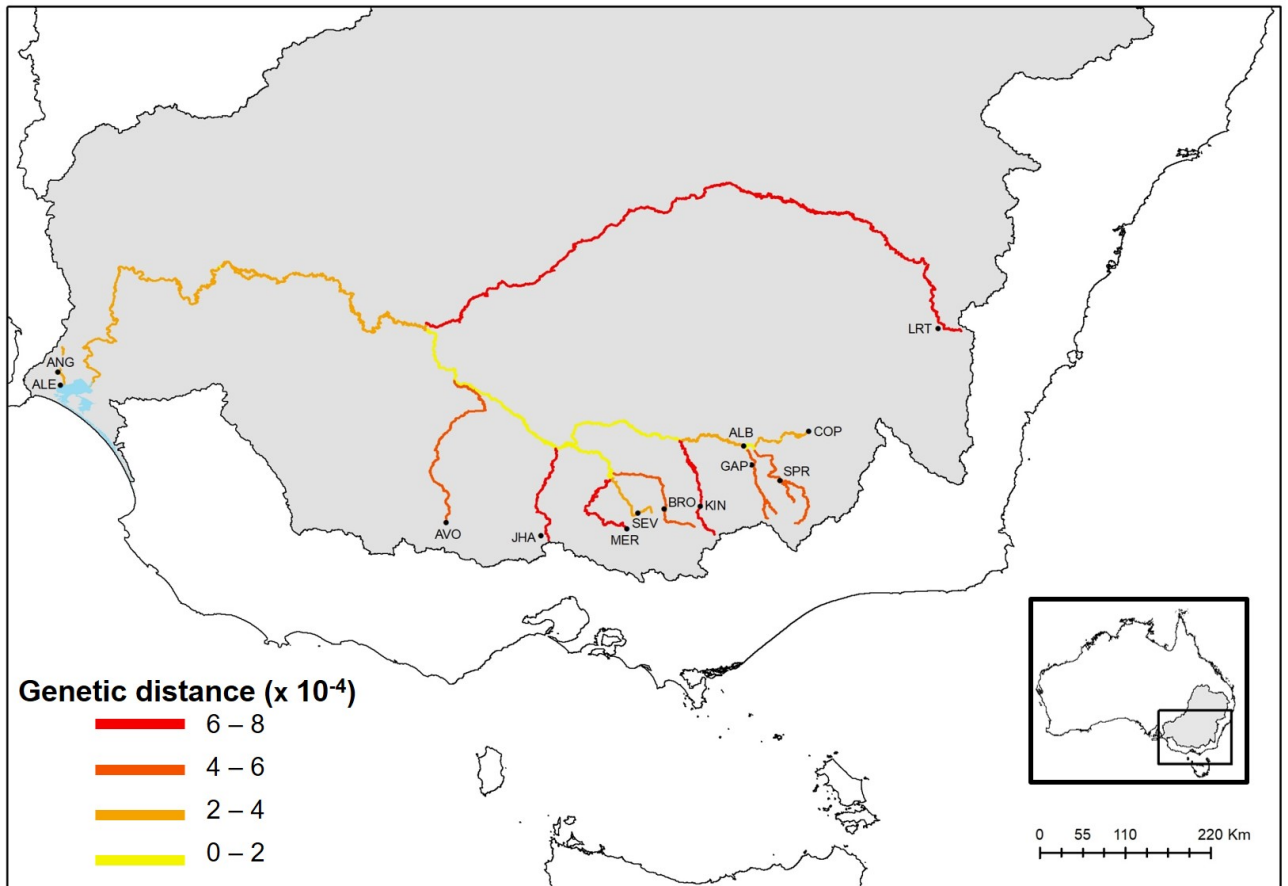 LRT
ANG
ALE
ALB
COP
GAP
SPR
BRO
KIN
SEV
AVO
JHA
MER
Genetic distance (x 10⁻⁴)
6 – 8
4 – 6
2 – 4
0 – 2
0 55 110 220 Km